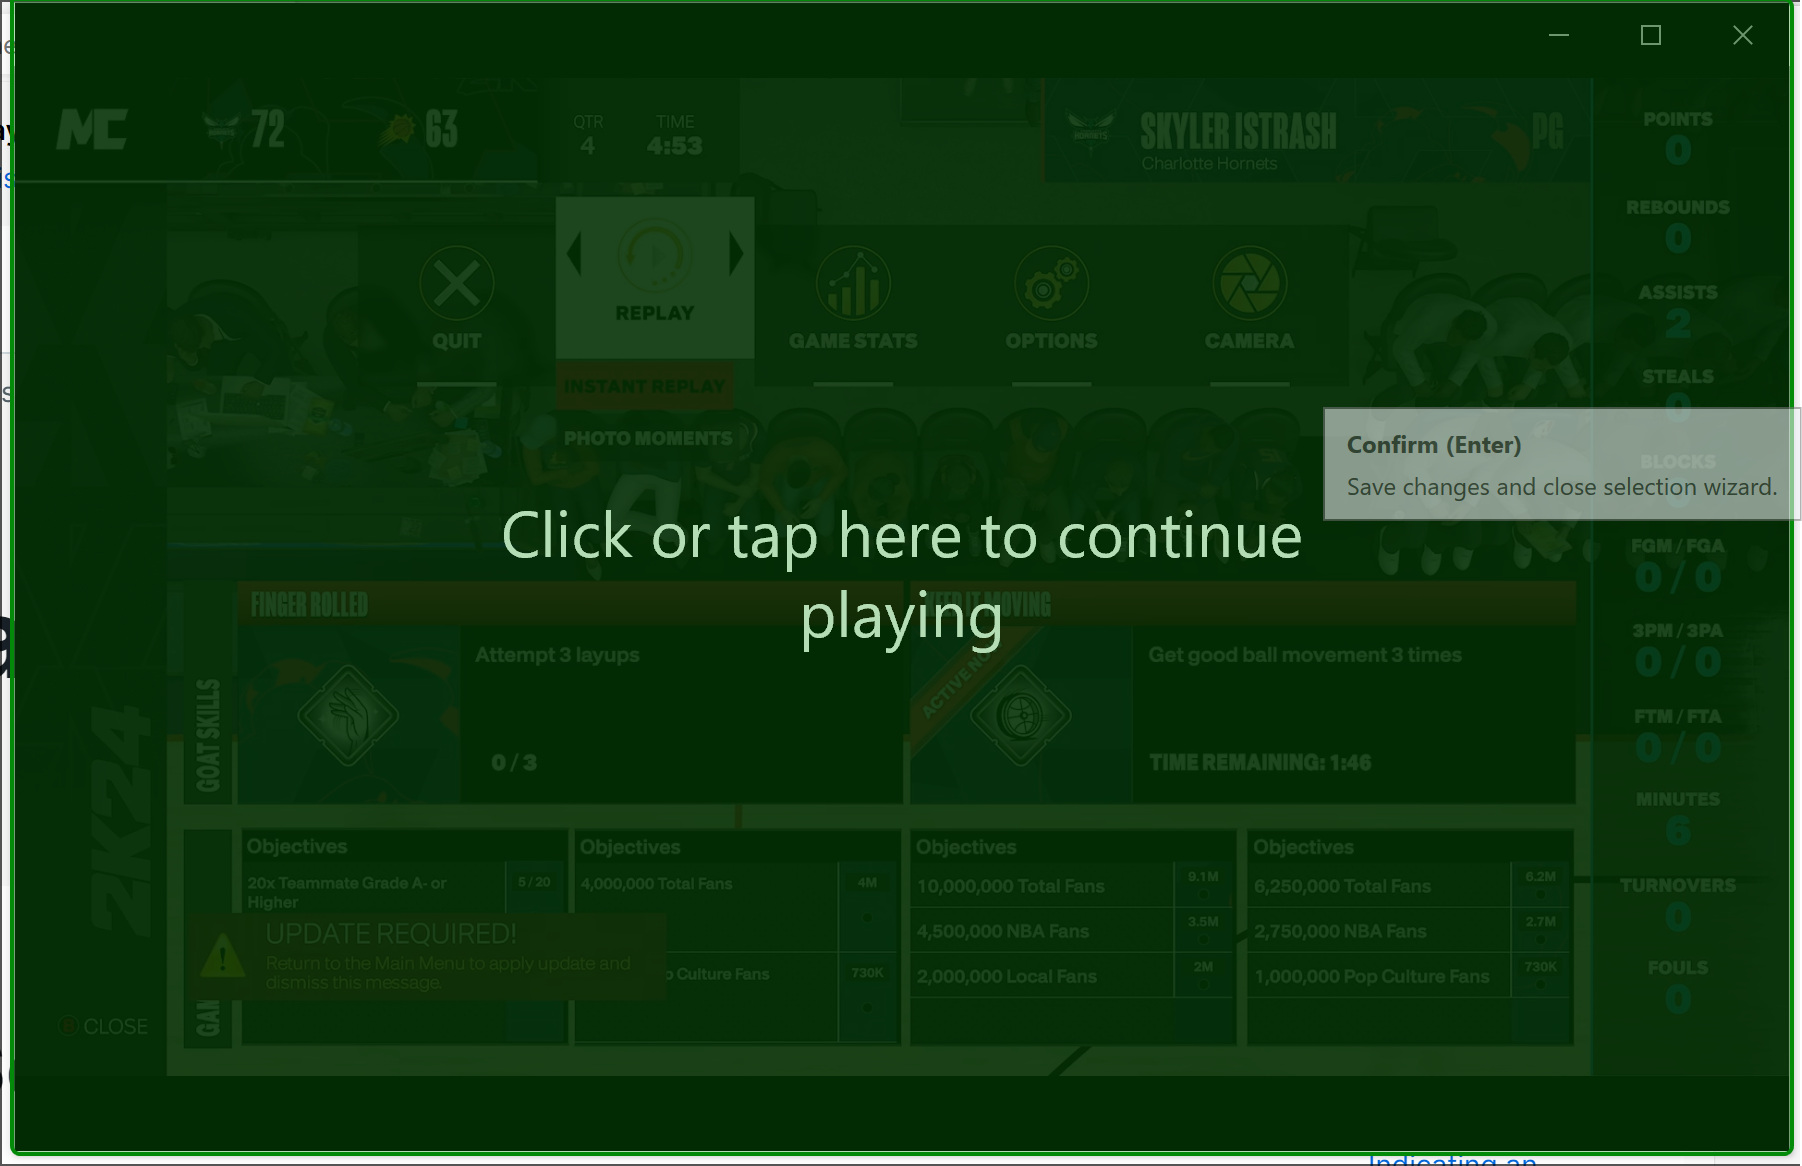 MC
72
63
QTR
4
TIME
4:53
SKYLER ISTRASH
PG
Charlotte Hornets
POINTS
0
REBOUNDS
0
ASSISTS
2
STEALS
0
QUIT
REPLAY
GAME STATS
OPTIONS
CAMERA
INSTANT REPLAY
PHOTO MOMENTS
Confirm (Enter)
Save changes and close selection wizard.
BLOCKS
Click or tap here to continue
playing
FGM / FGA
0 / 0
3PM / 3PA
0 / 0
FTM / FTA
0 / 0
MINUTES
6
TURNOVERS
0
FOULS
0
GOAT SKILLS
FINGER ROLLED
Attempt 3 layups
0 / 3
KEEP IT MOVING
ACTIVE NOW
Get good ball movement 3 times
TIME REMAINING: 1:46
2K24
Objectives
20x Teammate Grade A- or
Higher
5 / 20
Objectives
4,000,000 Total Fans
4M
p Culture Fans
730K
Objectives
10,000,000 Total Fans
9.1M
4,500,000 NBA Fans
3.5M
2,000,000 Local Fans
2M
Objectives
6,250,000 Total Fans
6.2M
2,750,000 NBA Fans
2.7M
1,000,000 Pop Culture Fans
730K
UPDATE REQUIRED!
Return to the Main Menu to apply update and
dismiss this message.
GAM
B CLOSE
Indicating an